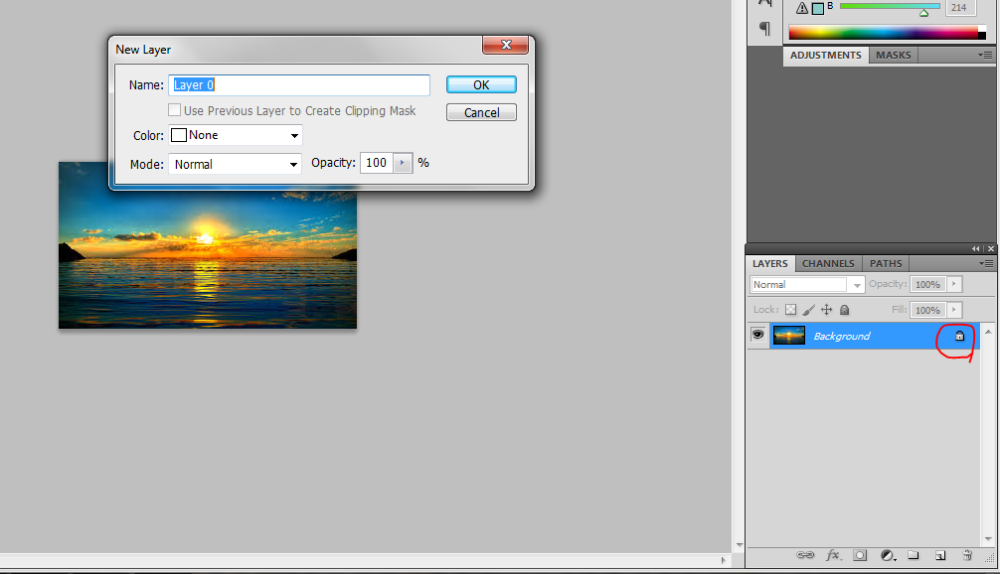 New Layer
Name: Layer 0
OK
Use Previous Layer to Create Clipping Mask
Cancel
Color: None
Mode: Normal Opacity: 100 %
B 214
ADJUSTMENTS MASKS
LAYERS CHANNELS PATHS
Normal Opacity: 100%
Lock: Fill: 100%
Background
fx.